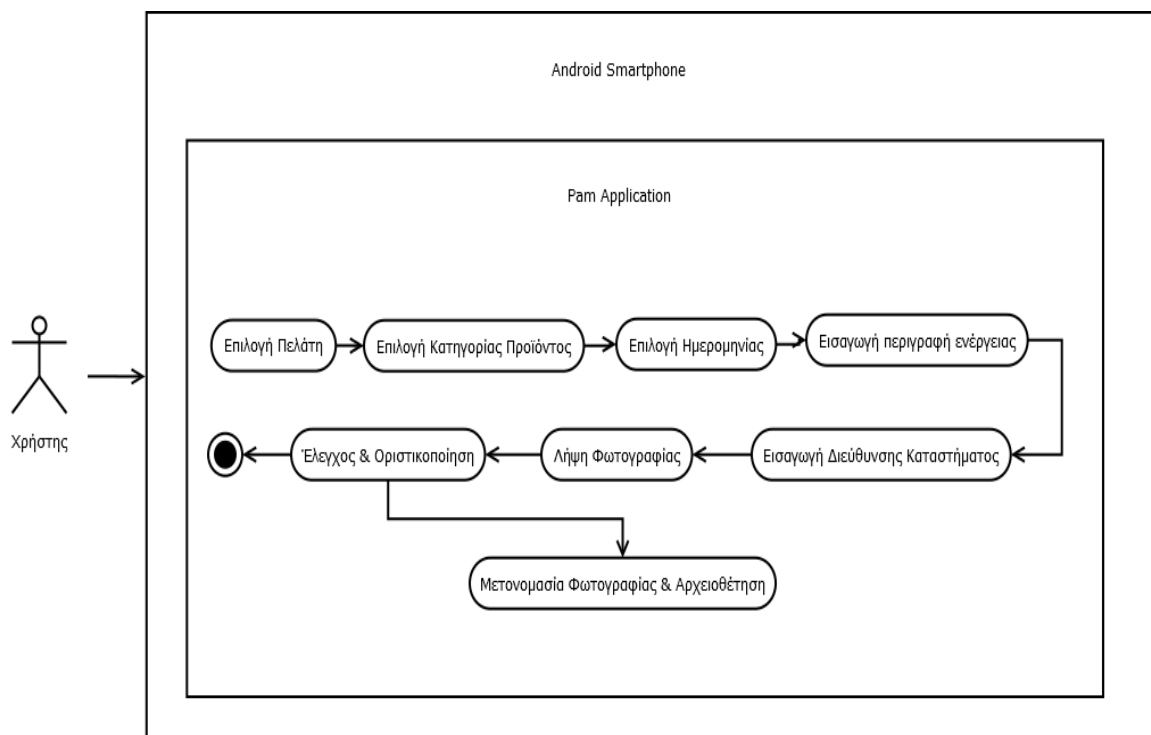 Android Smartphone
Pam Application
Επιλογή Πελάτη
Επιλογή Κατηγορίας Προϊόντος
Επιλογή Ημερομηνίας
Εισαγωγή περιγραφή ενέργειας
Χρήστης
Έλεγχος & Οριστικοποίηση
Λήψη Φωτογραφίας
Εισαγωγή Διεύθυνσης Καταστήματος
Μετονομασία Φωτογραφίας & Αρχειοθέτηση